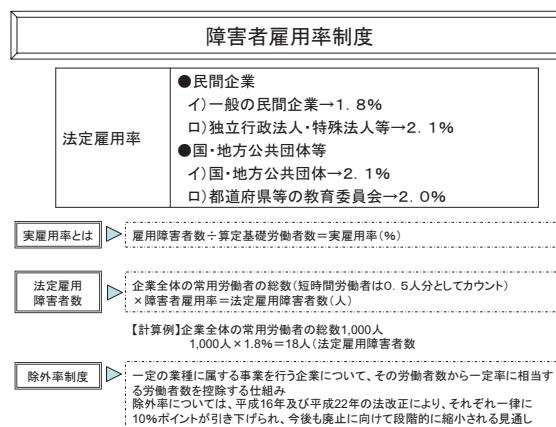 障害者雇用率制度
法定雇用率
●民間企業
イ)一般の民間企業→1．8%
ロ)独立行政法人・特殊法人等→2．1%
●国・地方公共団体等
イ)国・地方公共団体→2．1%
ロ)都道府県等の教育委員会→2．0%
実雇用率とは
雇用障害者数÷算定基礎労働者数＝実雇用率(%)
法定雇用
障害者数
企業全体の常用労働者の総数(短時間労働者は0．5人分としてカウント)
×障害者雇用率＝法定雇用障害者数(人)
【計算例】企業全体の常用労働者の総数1,000人
1,000人×1.8%＝18人(法定雇用障害者数
除外率制度
一定の業種に属する事業を行う企業について、その労働者数から一定率に相当す
る労働者数を控除する仕組み
除外率については、平成16年及び平成22年の法改正により、それぞれ一律に
10%ポイントが引き下げられ、今後も廃止に向けて段階的に縮小される見通し